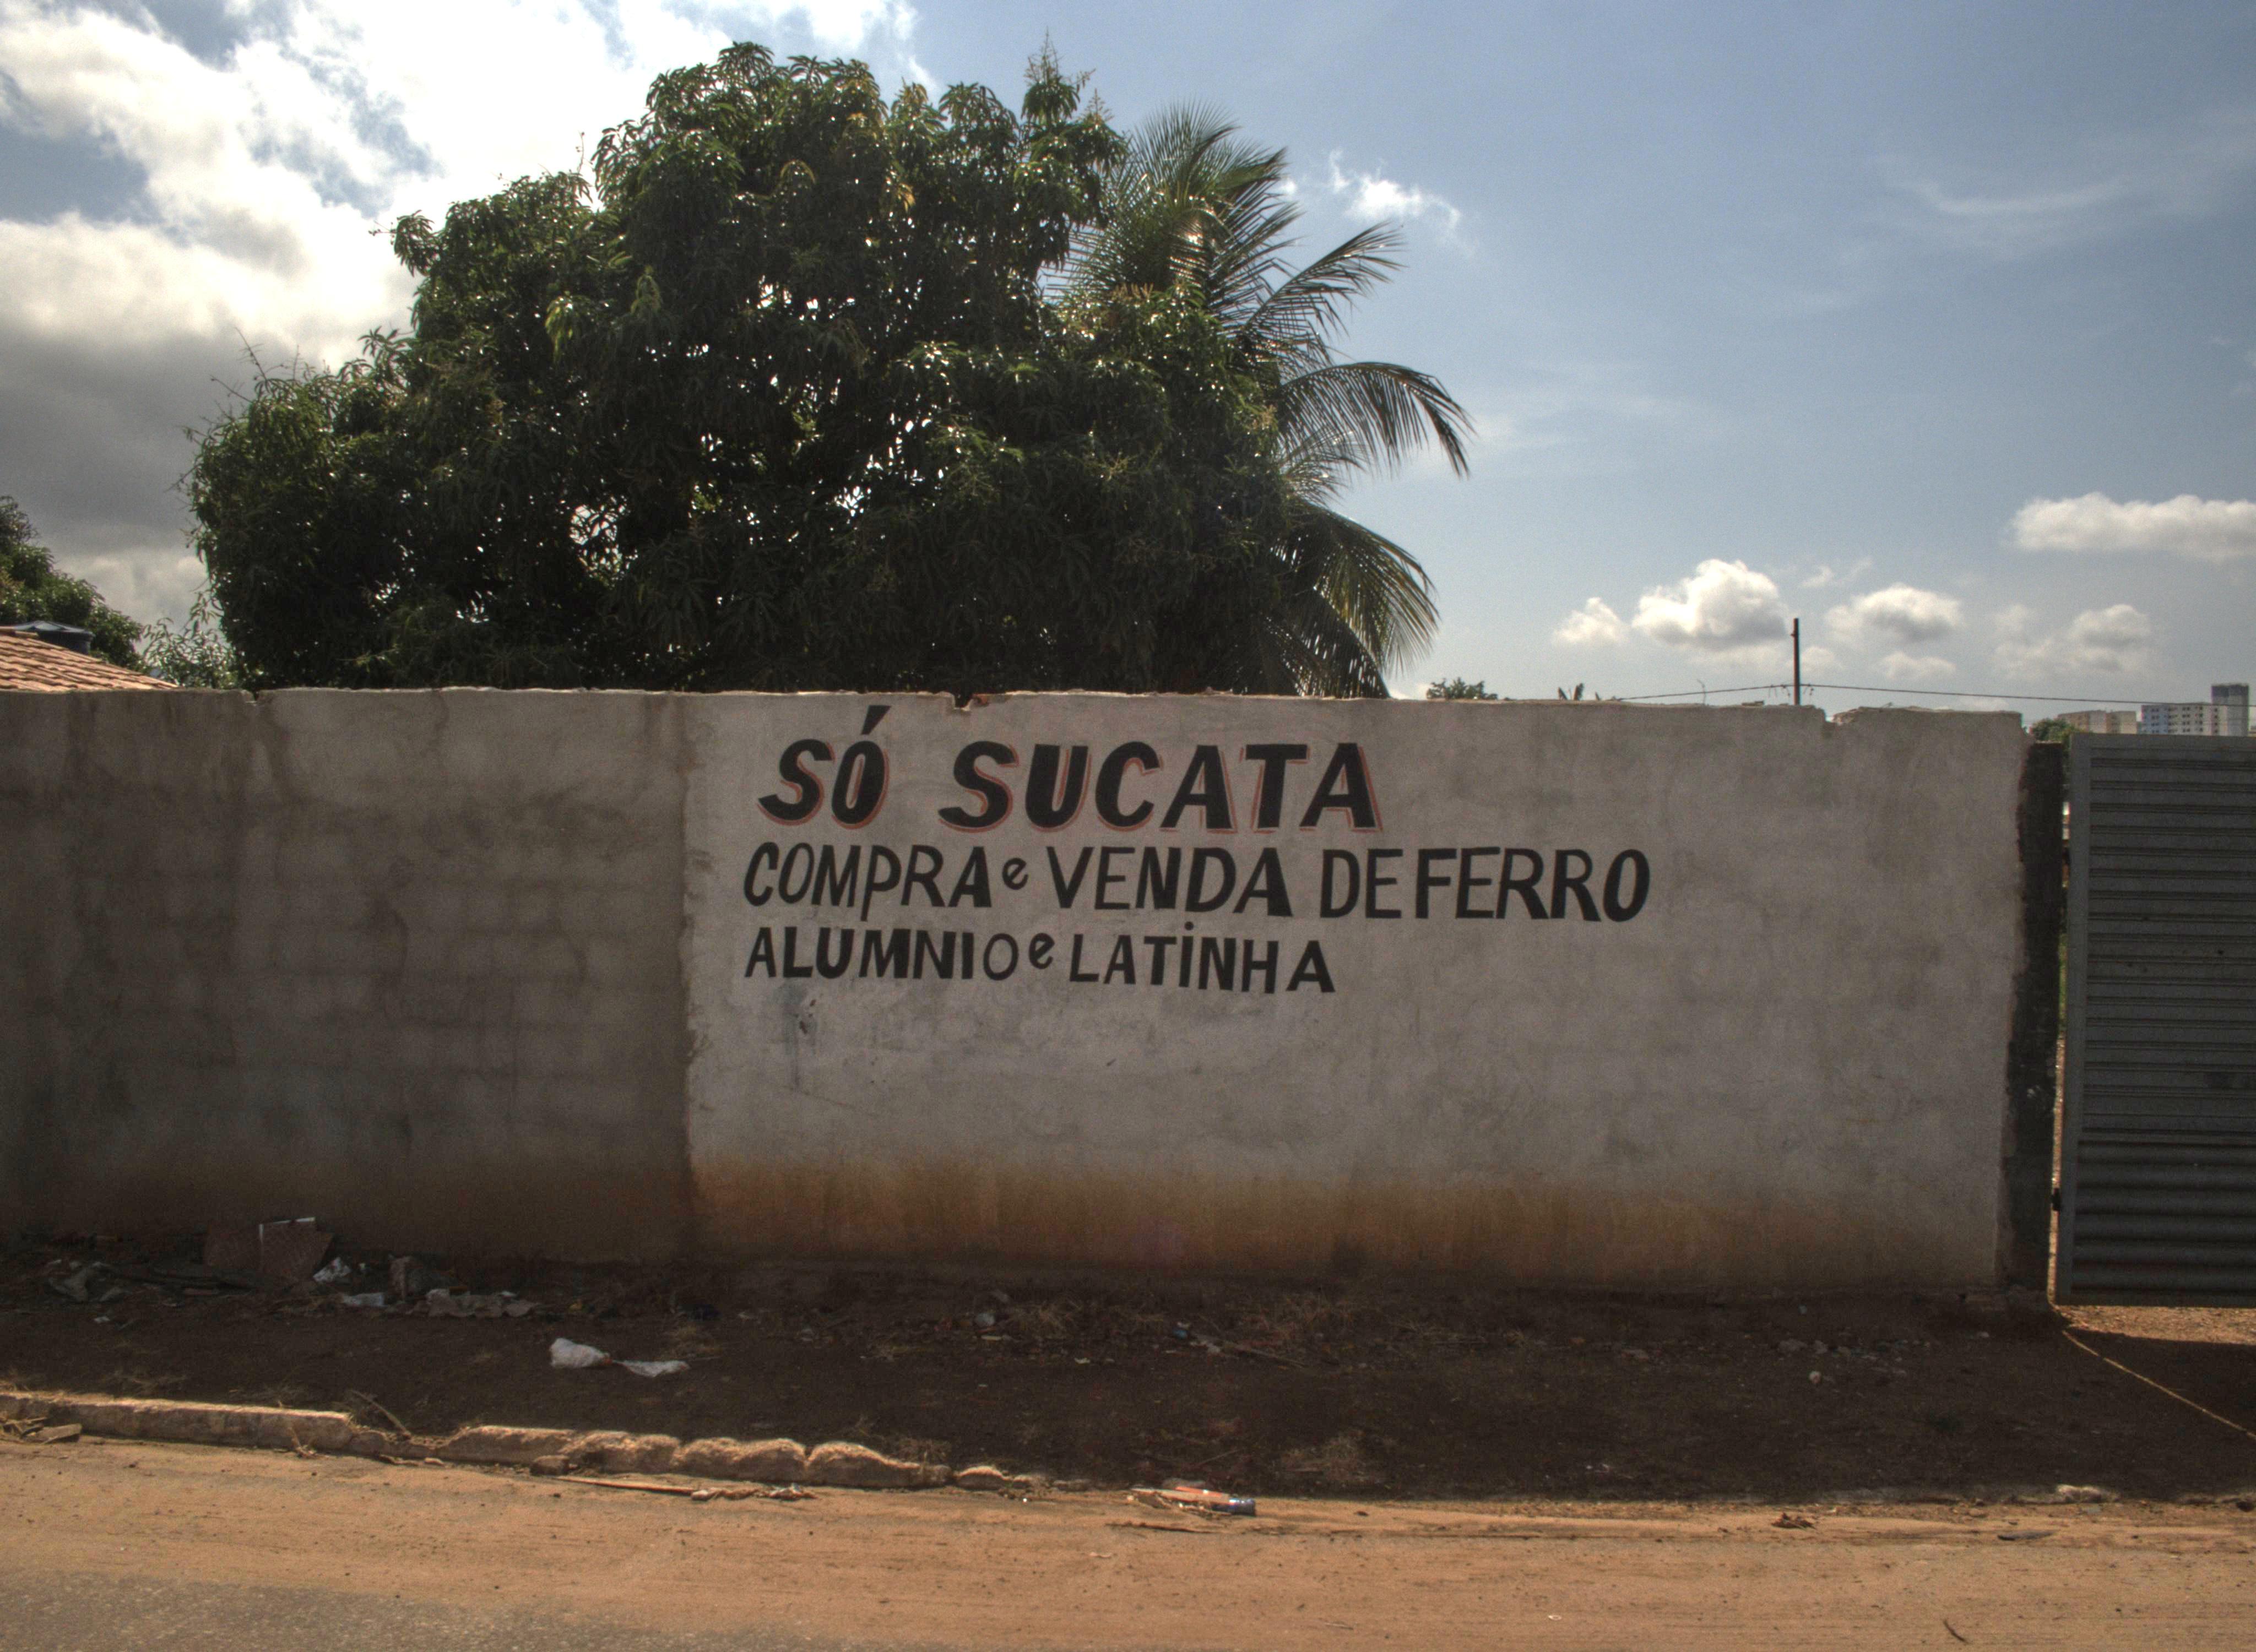 SÓ SUCATA
COMPRA e VENDA DE FERRO
ALUMNIO e LATiNHA